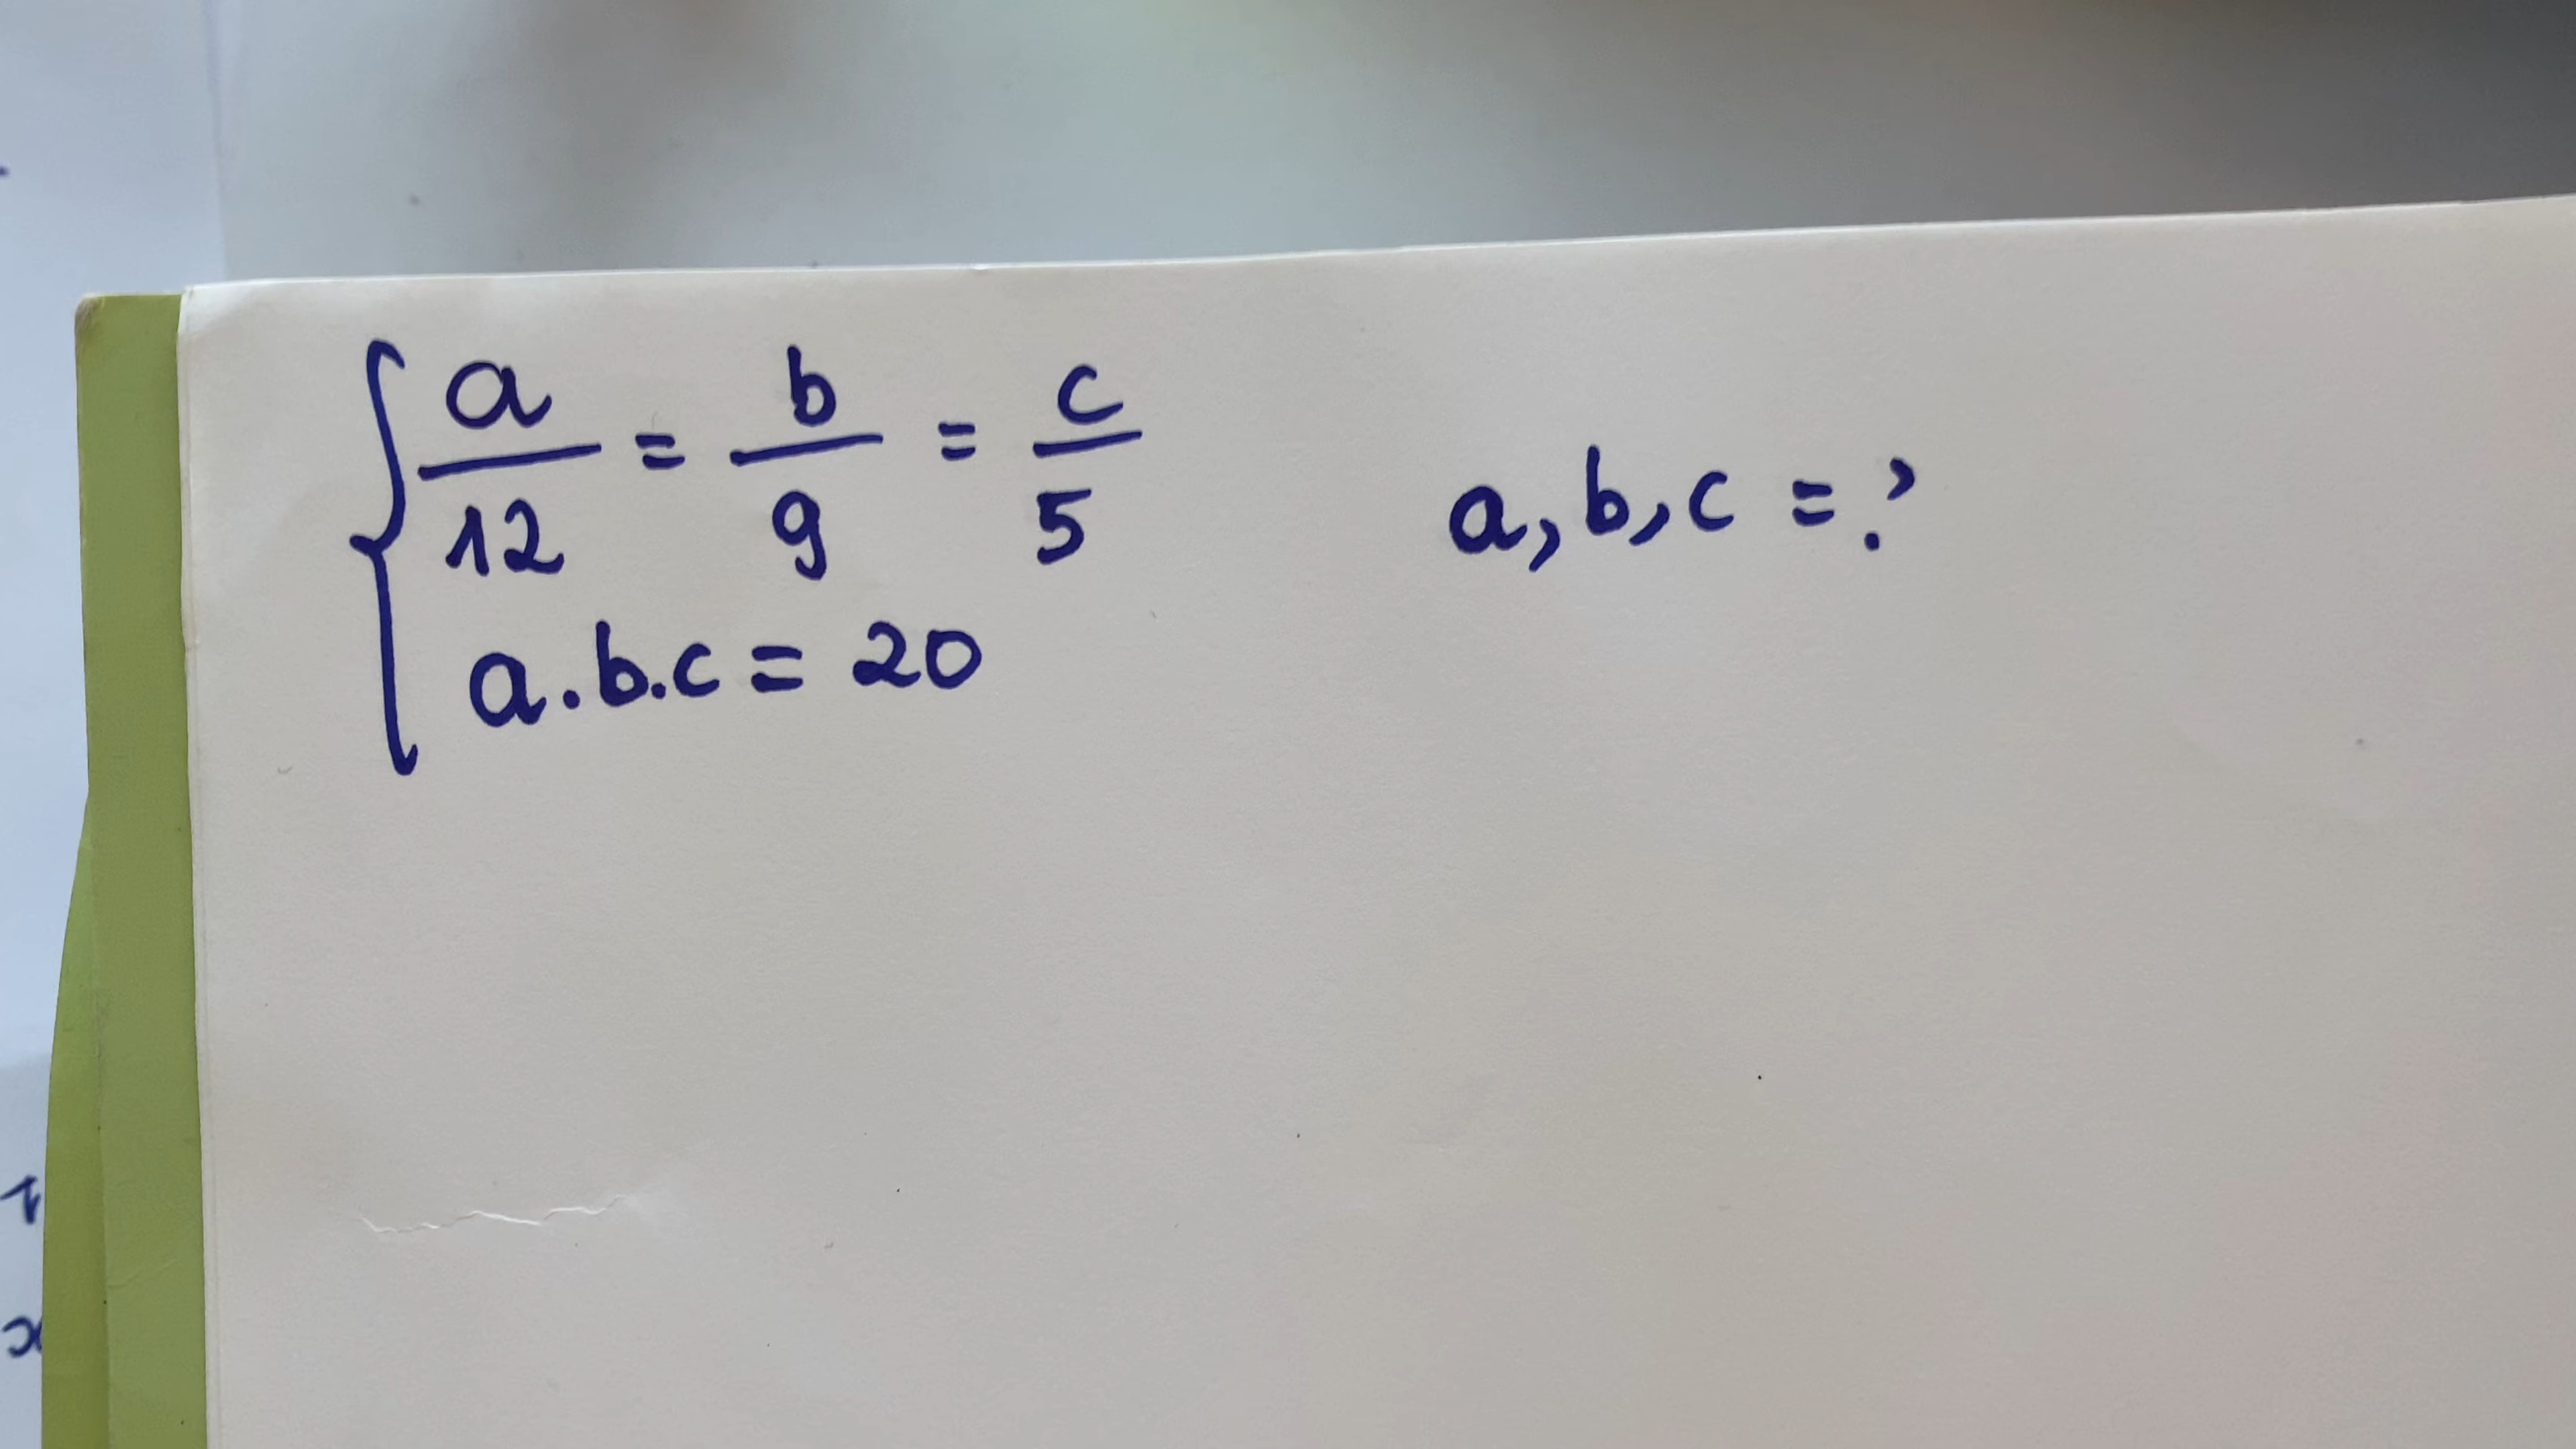 a/12 = b/9 = c/5
a.b.c = 20
a, b, c = ?